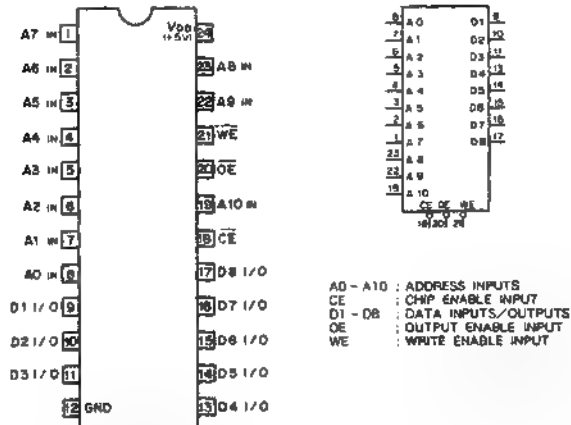 A7 IN 1
VDD (+5V) 24
A6 IN 2
23 A8 IN
A5 IN 3
22 A9 IN
A4 IN 4
21 WE
A3 IN 5
20 OE
A2 IN 6
19 A10 IN
A1 IN 7
18 CE
A0 IN 8
17 D8 I/O
D1 I/O 9
16 D7 I/O
D2 I/O 10
15 D6 I/O
D3 I/O 11
14 D5 I/O
12 GND
13 D4 I/O
8 A0 D1 9
7 A1 D2 10
6 A2 D3 11
5 A3 D4 13
4 A4 D5 14
3 A5 D6 15
2 A6 D7 16
1 A7 D8 17
23 A8
22 A9
19 A10
CE OE WE
18 20 21
A0 - A10 : ADDRESS INPUTS
CE : CHIP ENABLE INPUT
D1 - D8 : DATA INPUTS/OUTPUTS
OE : OUTPUT ENABLE INPUT
WE : WRITE ENABLE INPUT